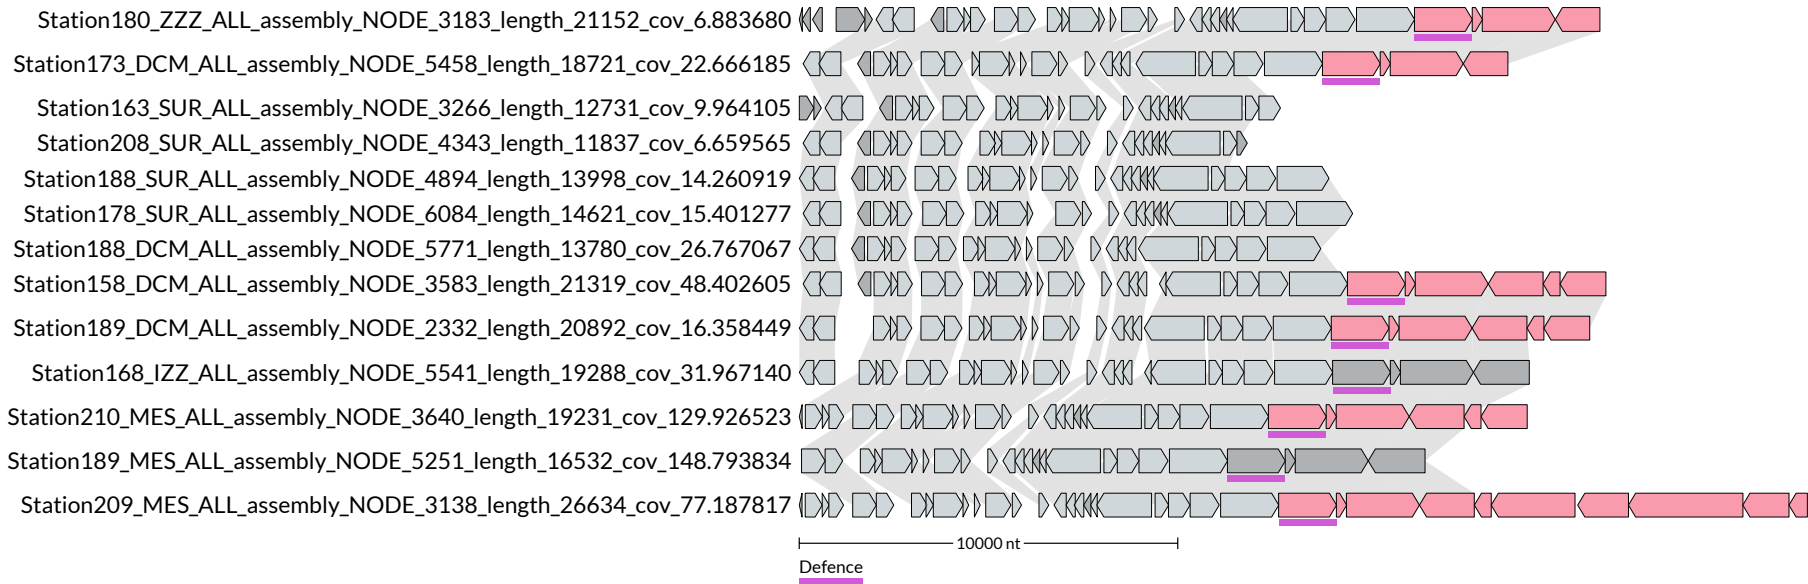 Station180_ZZZ_ALL_assembly_NODE_3183_length_21152_cov_6.883680
Station173_DCM_ALL_assembly_NODE_5458_length_18721_cov_22.666185
Station163_SUR_ALL_assembly_NODE_3266_length_12731_cov_9.964105
Station208_SUR_ALL_assembly_NODE_4343_length_11837_cov_6.659565
Station188_SUR_ALL_assembly_NODE_4894_length_13998_cov_14.260919
Station178_SUR_ALL_assembly_NODE_6084_length_14621_cov_15.401277
Station188_DCM_ALL_assembly_NODE_5771_length_13780_cov_26.767067
Station158_DCM_ALL_assembly_NODE_3583_length_21319_cov_48.402605
Station189_DCM_ALL_assembly_NODE_2332_length_20892_cov_16.358449
Station168_IZZ_ALL_assembly_NODE_5541_length_19288_cov_31.967140
Station210_MES_ALL_assembly_NODE_3640_length_19231_cov_129.926523
Station189_MES_ALL_assembly_NODE_5251_length_16532_cov_148.793834
Station209_MES_ALL_assembly_NODE_3138_length_26634_cov_77.187817
10000 nt
Defence